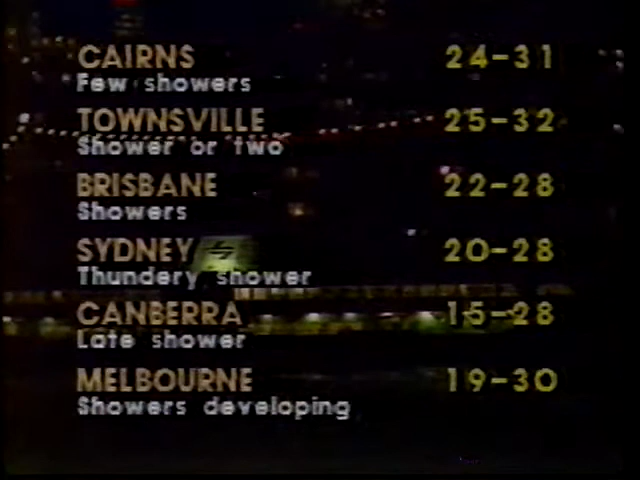 CAIRNS 24-31
Few showers
TOWNSVILLE 25-32
Shower or two
BRISBANE 22-28
Showers
SYDNEY 20-28
Thundery shower
CANBERRA 15-28
Late shower
MELBOURNE 19-30
Showers developing